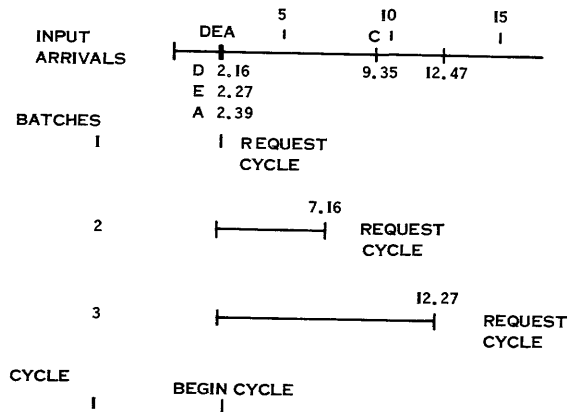 5 10 15
INPUT DEA C
ARRIVALS
D 2.16 9.35 12.47
E 2.27
A 2.39
BATCHES
1 REQUEST
CYCLE
7.16
2 REQUEST
CYCLE
12.27
3 REQUEST
CYCLE
CYCLE BEGIN CYCLE
1